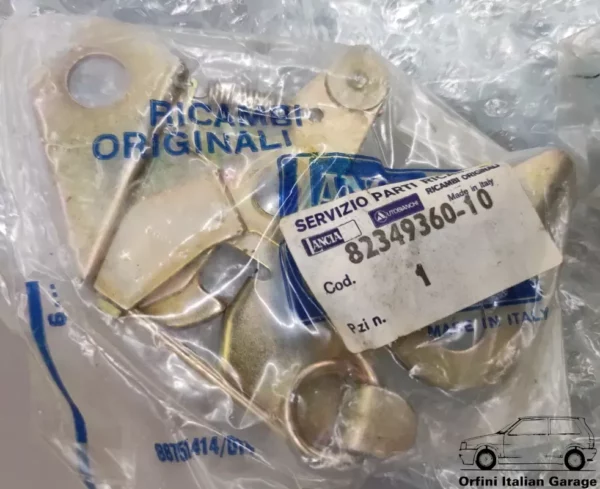 RICAMBI
ORIGINALI
SERVIZIO PARTI
RICAMBI ORIGINALI
Made in Italy
LANCIA
AUTOBIANCHI
82349360-10
Cod.
1
P.zi n.
MADE IN ITALY
Orfini Italian Garage